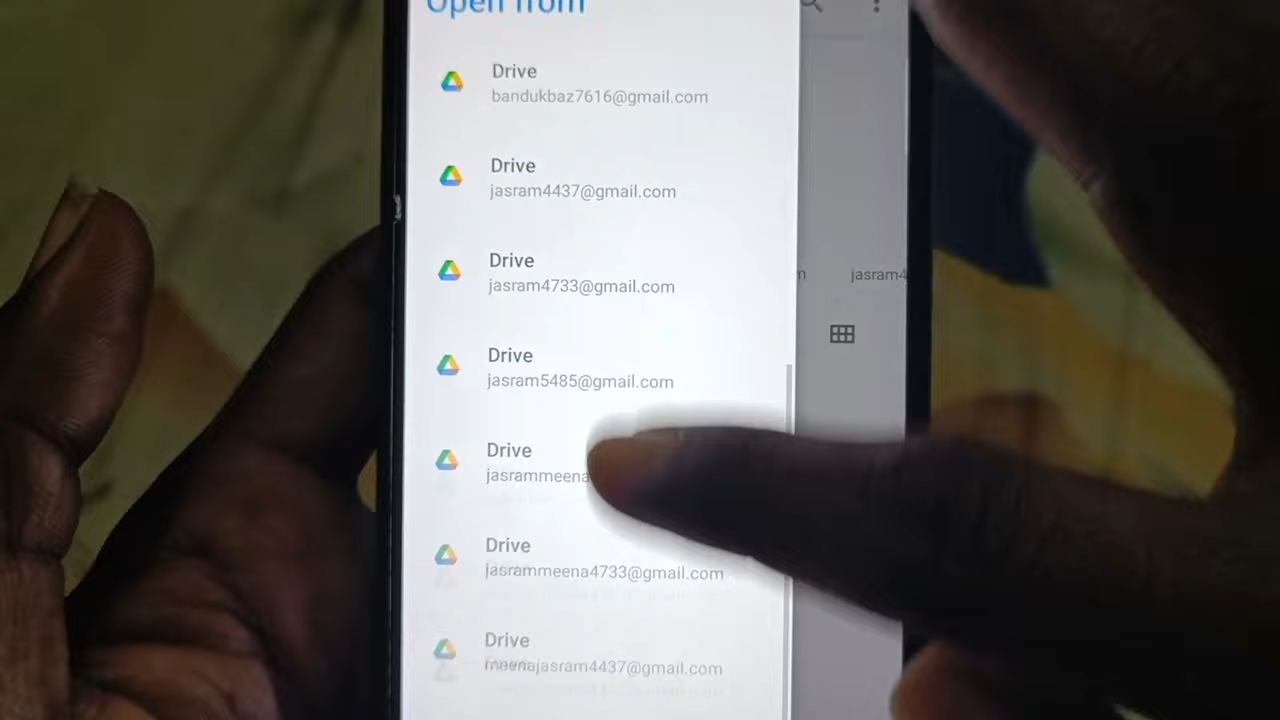 Open from
Drive
bandukbaz7616@gmail.com
Drive
jasram4437@gmail.com
Drive
jasram4733@gmail.com
jasram4
Drive
jasram5485@gmail.com
Drive
jasrammeena
Drive
jasrammeena4733@gmail.com
Drive
meenajasram4437@gmail.com